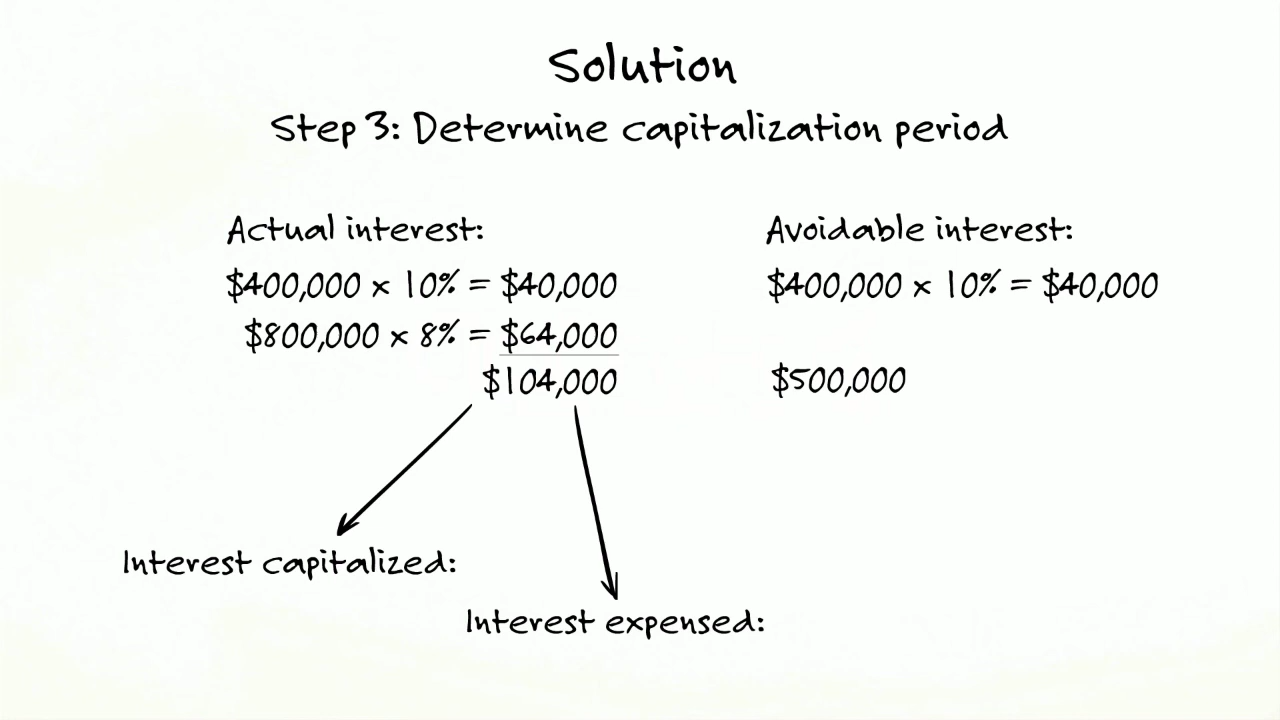 Solution
Step 3: Determine capitalization period
Actual interest:
$400,000 x 10% = $40,000
$800,000 x 8% = $64,000
$104,000
Avoidable interest:
$400,000 x 10% = $40,000
$500,000
Interest capitalized:
Interest expensed: